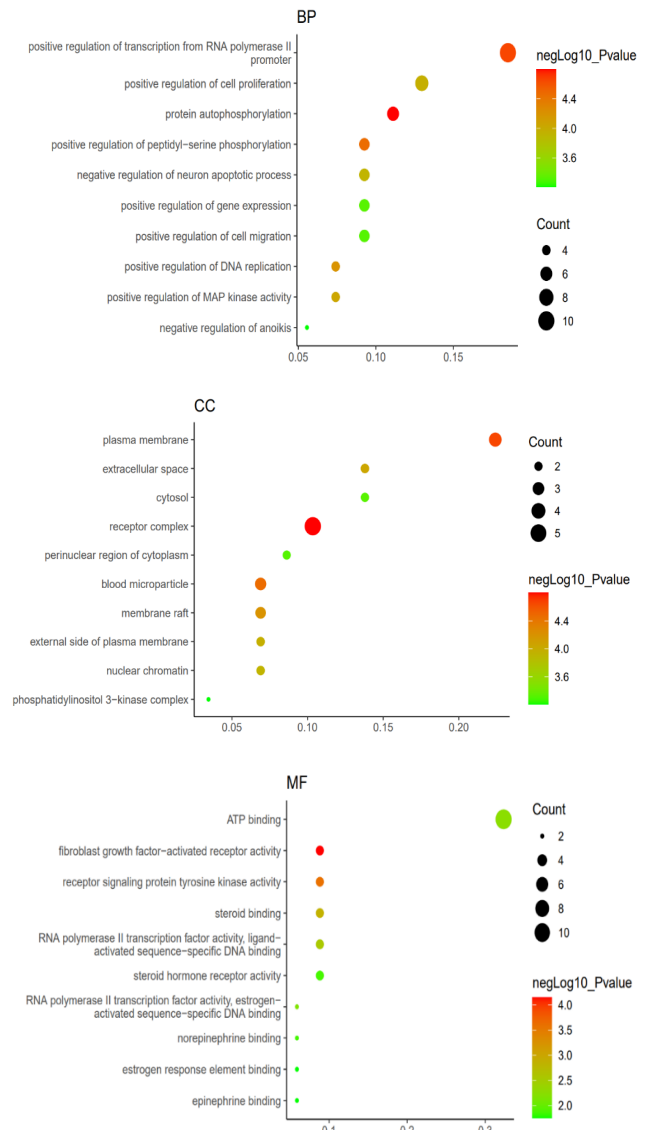 BP
positive regulation of transcription from RNA polymerase II
promoter
positive regulation of cell proliferation
protein autophosphorylation
positive regulation of peptidyl−serine phosphorylation
negative regulation of neuron apoptotic process
positive regulation of gene expression
positive regulation of cell migration
positive regulation of DNA replication
positive regulation of MAP kinase activity
negative regulation of anoikis
0.05 0.10 0.15
negLog10_Pvalue
4.4
4.0
3.6
Count
4
6
8
10
CC
plasma membrane
extracellular space
cytosol
receptor complex
perinuclear region of cytoplasm
blood microparticle
membrane raft
external side of plasma membrane
nuclear chromatin
phosphatidylinositol 3−kinase complex
0.05 0.10 0.15 0.20
Count
2
3
4
5
negLog10_Pvalue
4.4
4.0
3.6
MF
ATP binding
fibroblast growth factor−activated receptor activity
receptor signaling protein tyrosine kinase activity
steroid binding
RNA polymerase II transcription factor activity, ligand−
activated sequence−specific DNA binding
steroid hormone receptor activity
RNA polymerase II transcription factor activity, estrogen−
activated sequence−specific DNA binding
norepinephrine binding
estrogen response element binding
epinephrine binding
0.1 0.2 0.3
Count
2
4
6
8
10
negLog10_Pvalue
4.0
3.5
3.0
2.5
2.0